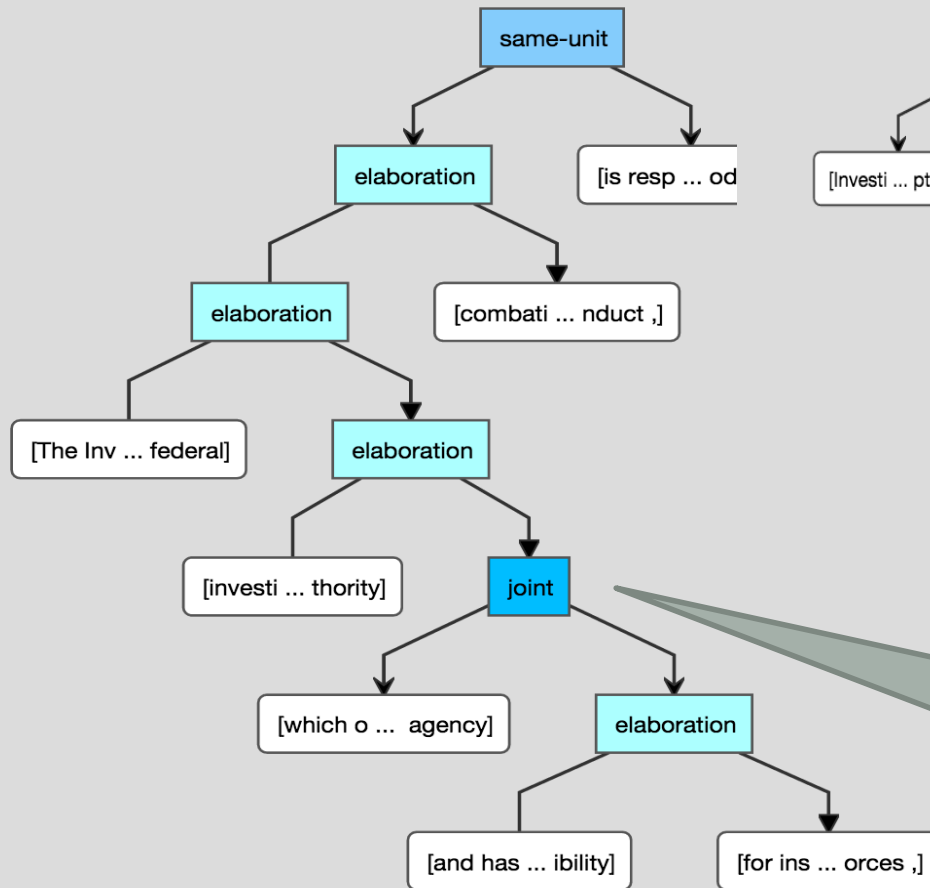 same-unit
elaboration
[is resp ... od
[Investi ... pt
elaboration
[combati ... nduct ,]
[The Inv ... federal]
elaboration
[investi ... thority]
joint
[which o ... agency]
elaboration
[and has ... ibility]
[for ins ... orces ,]